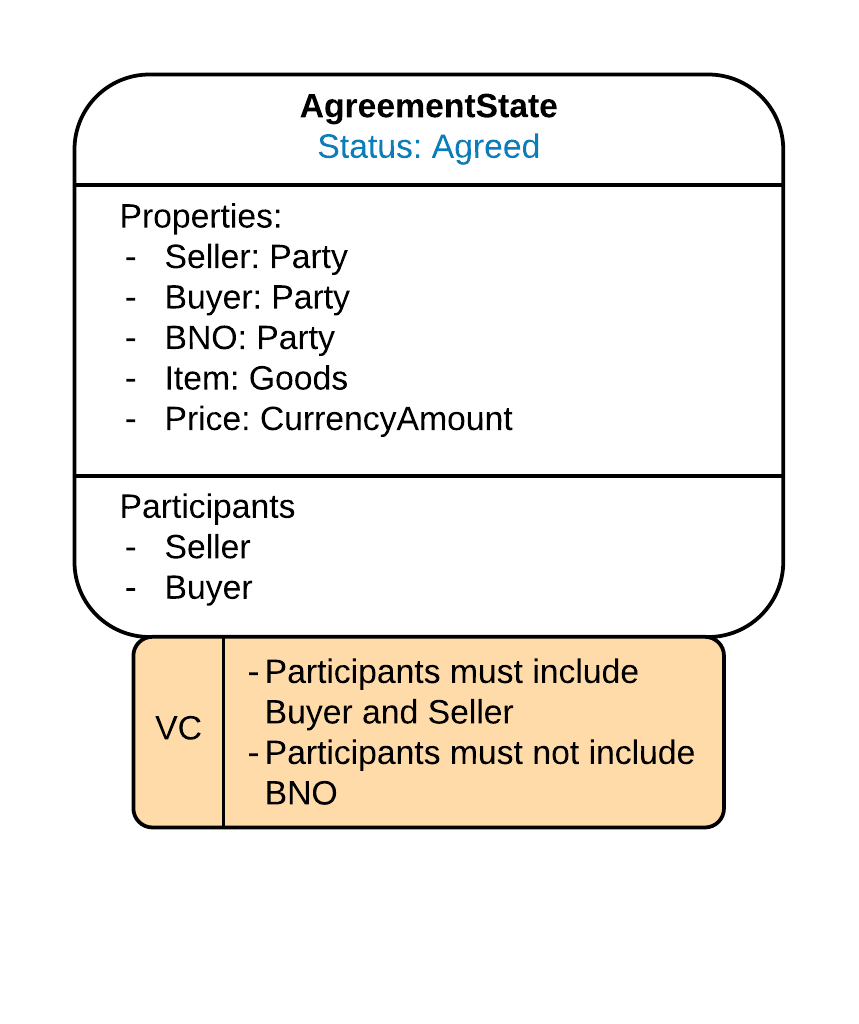 AgreementState
Status: Agreed
Properties:
- Seller: Party
- Buyer: Party
- BNO: Party
- Item: Goods
- Price: CurrencyAmount
Participants
- Seller
- Buyer
VC
- Participants must include
Buyer and Seller
- Participants must not include
BNO